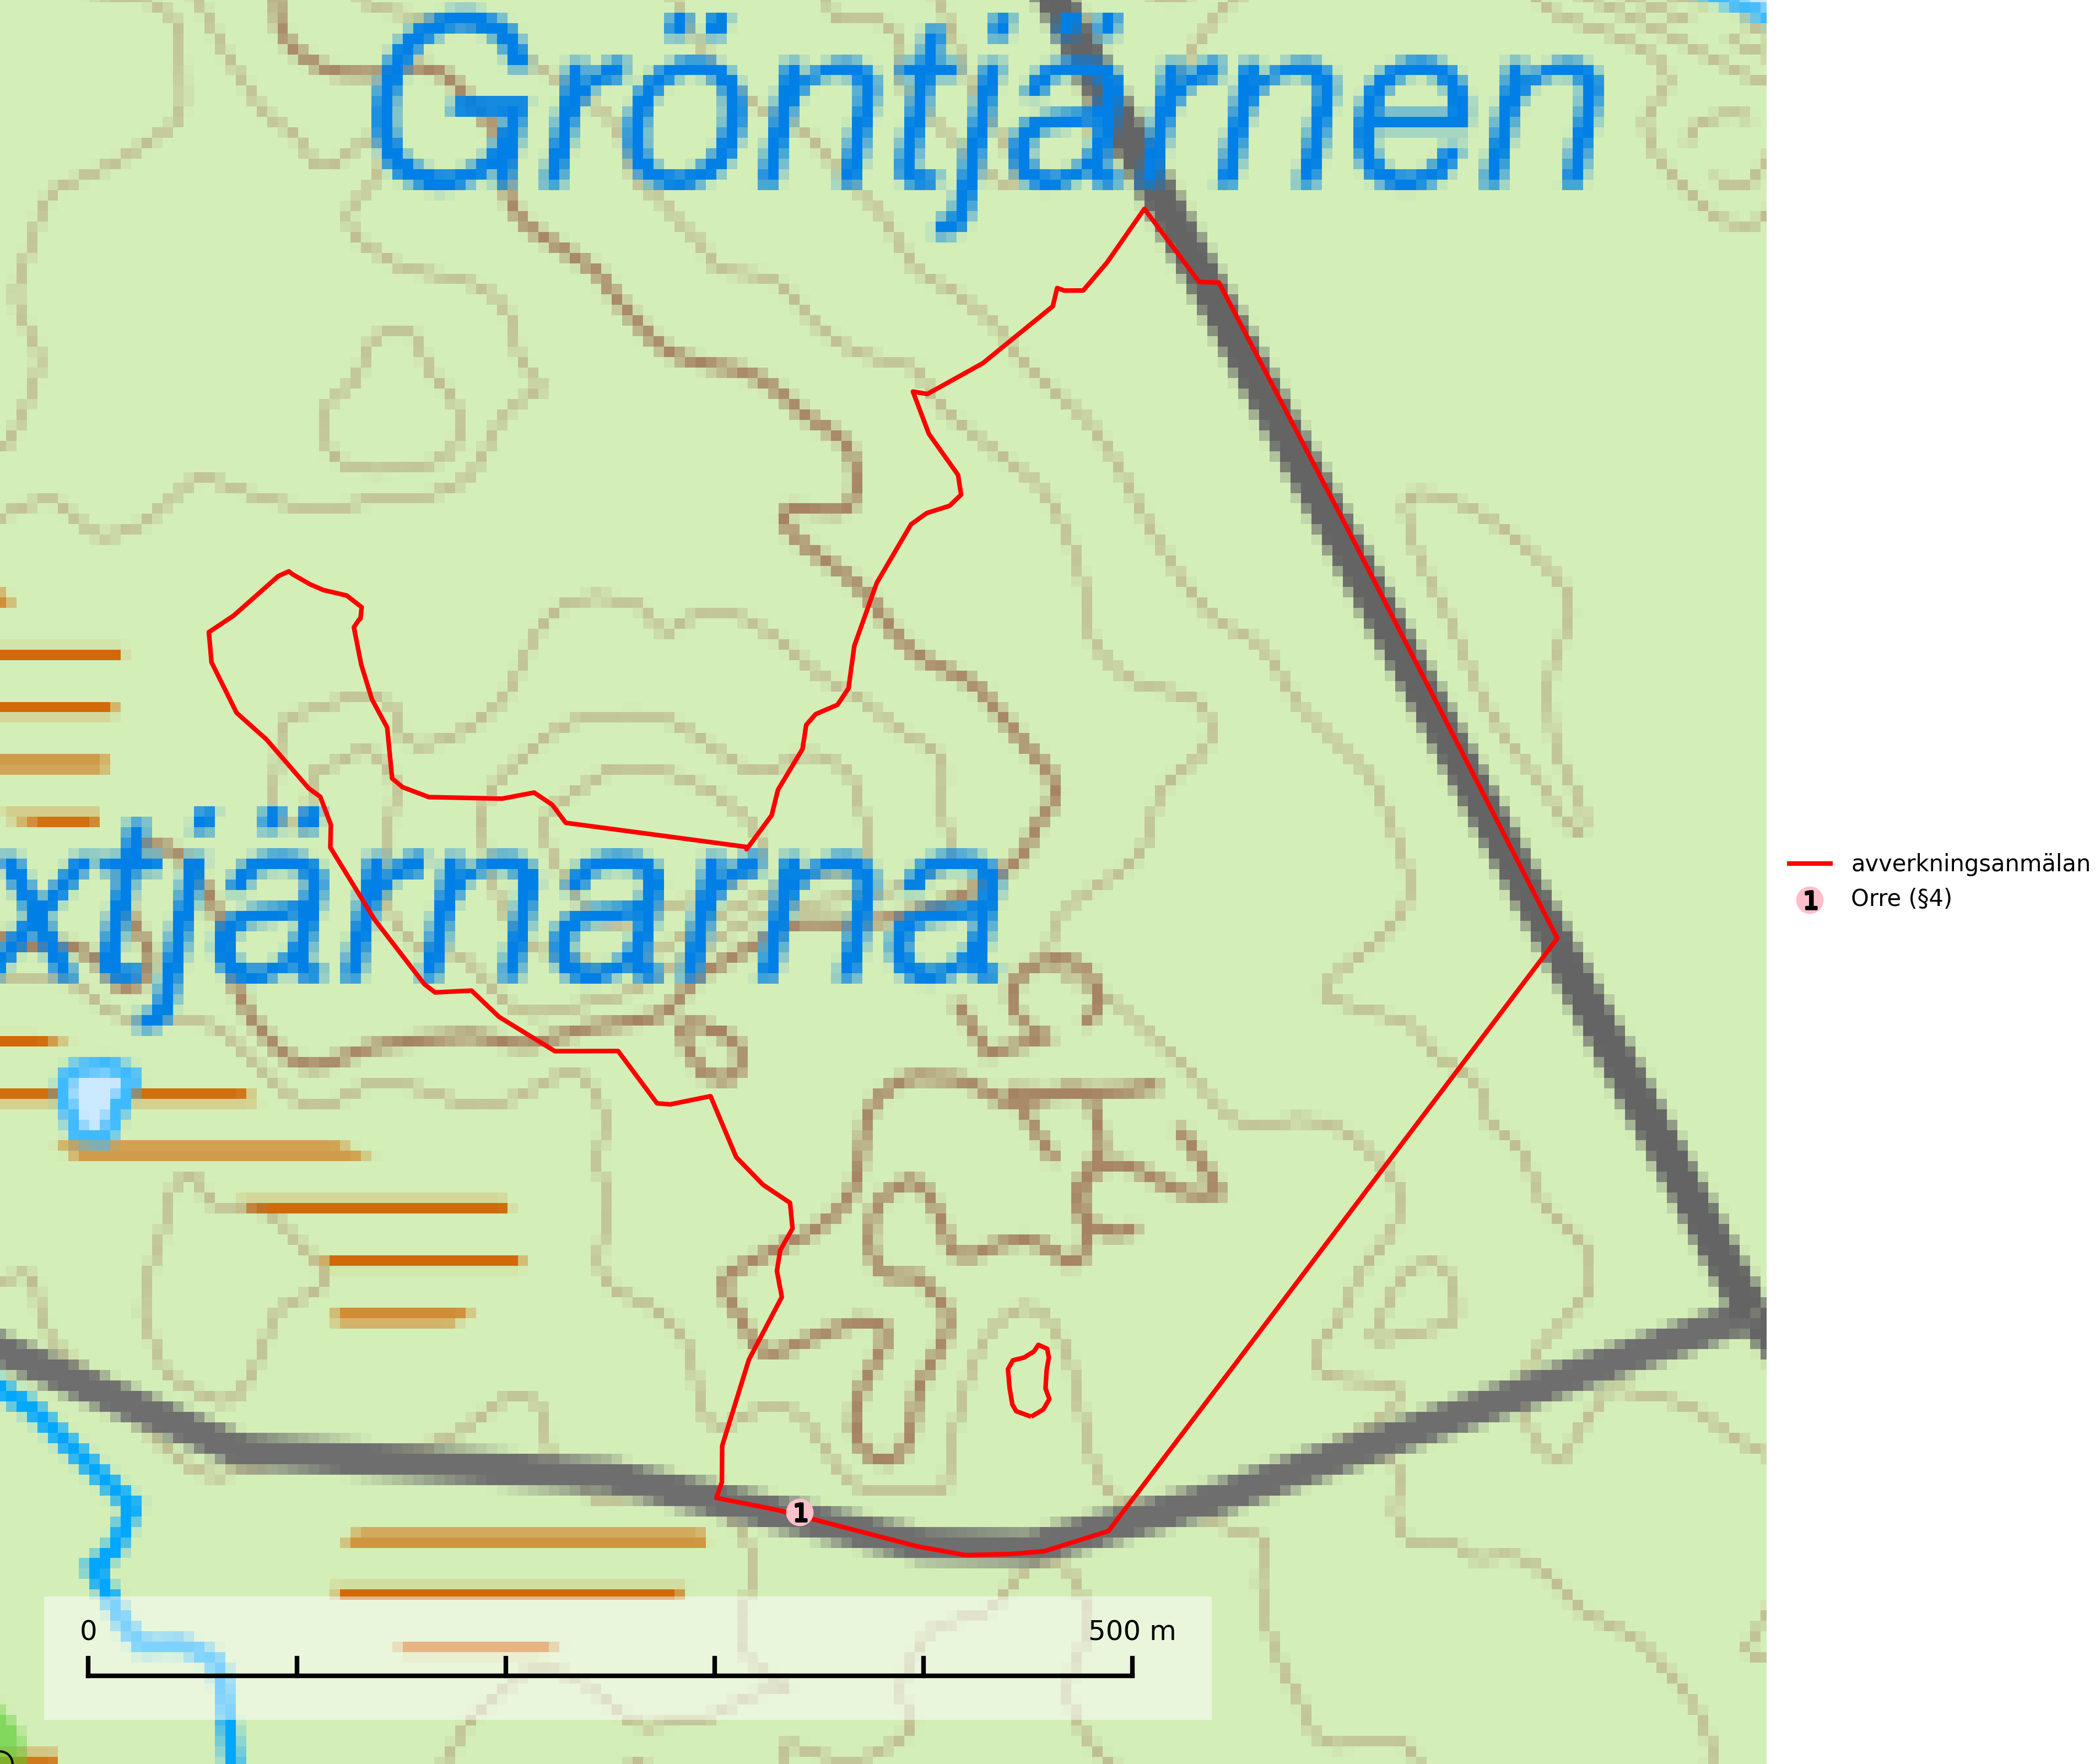 Gröntjärnen
xtjärnarna
1
0 500 m
avverkningsanmälan
1 Orre (§4)